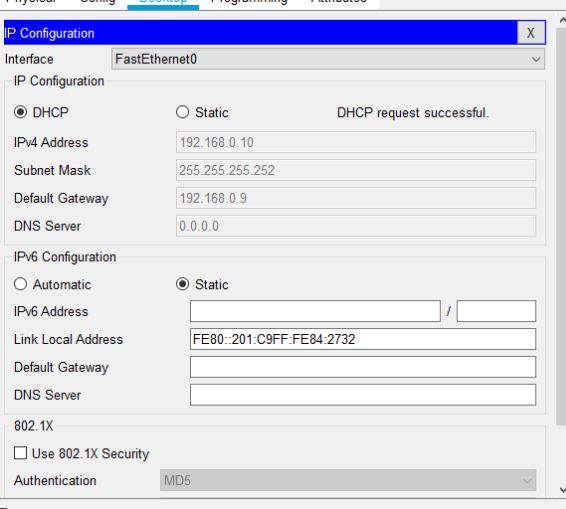 Physical Config Desktop Programming Attributes
IP Configuration X
Interface FastEthernet0
IP Configuration
DHCP Static DHCP request successful.
IPv4 Address 192.168.0.10
Subnet Mask 255.255.255.252
Default Gateway 192.168.0.9
DNS Server 0.0.0.0
IPv6 Configuration
Automatic Static
IPv6 Address /
Link Local Address FE80::201:C9FF:FE84:2732
Default Gateway
DNS Server
802.1X
Use 802.1X Security
Authentication MD5